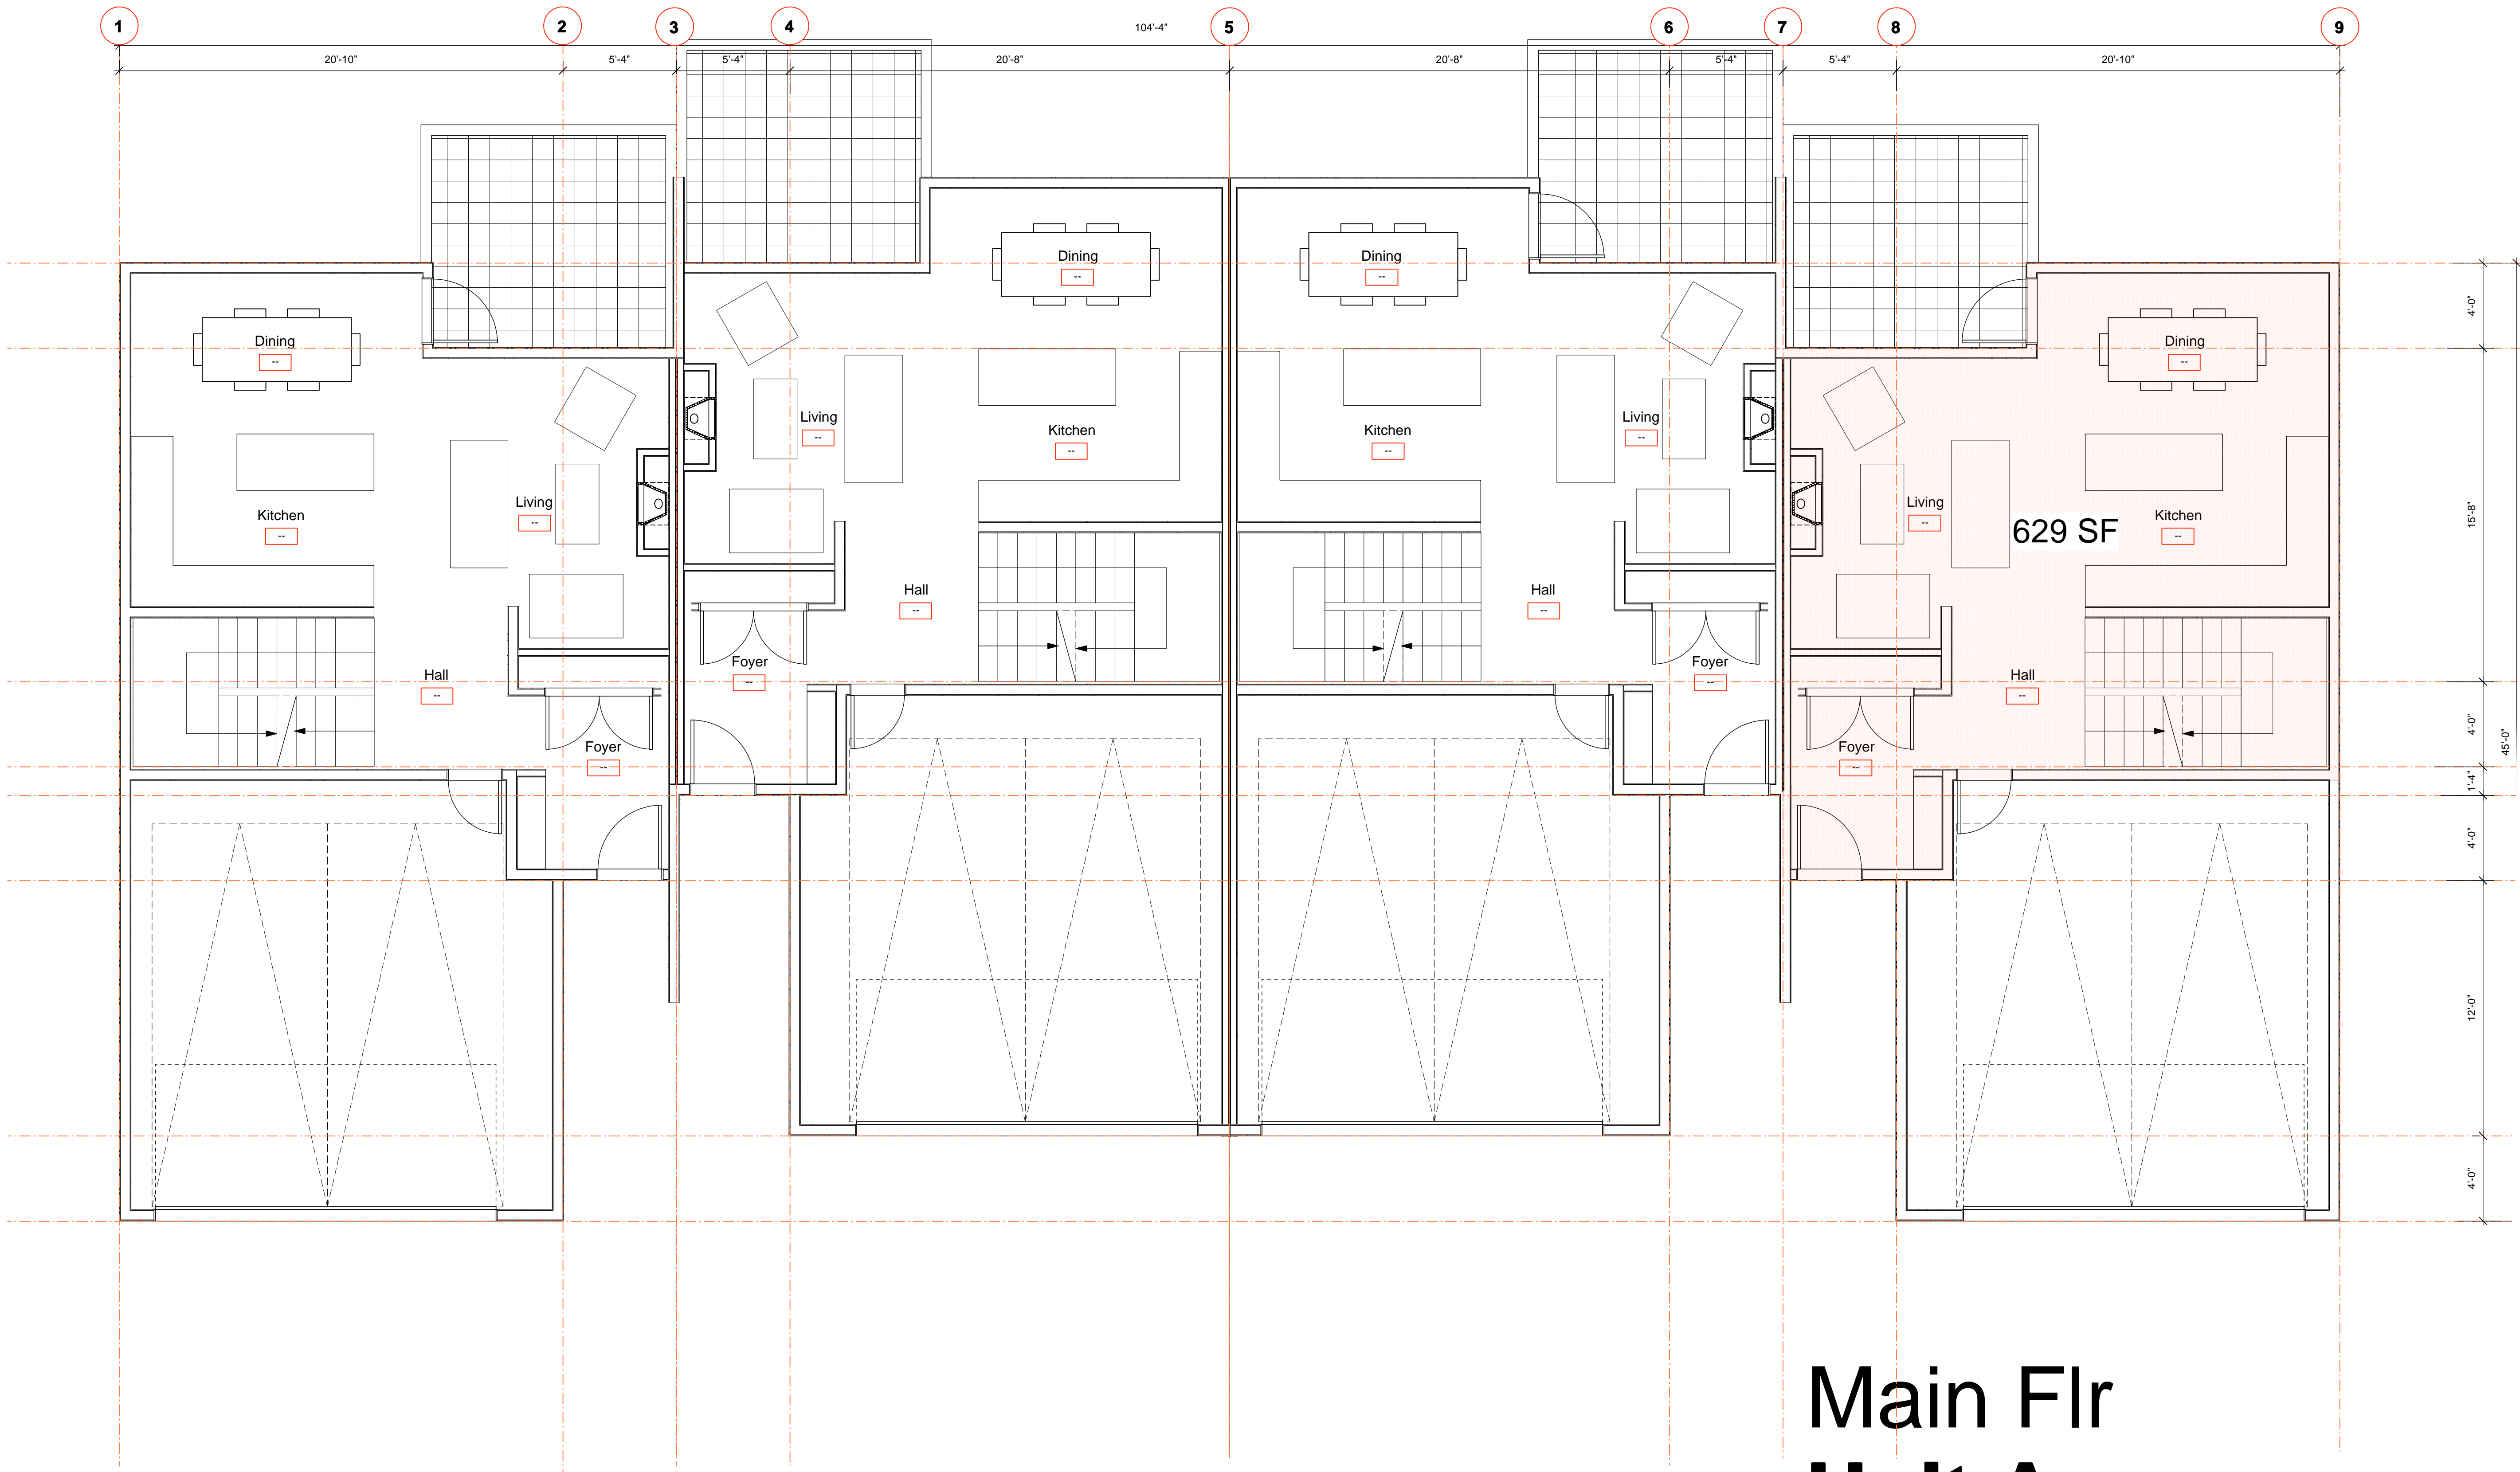 1 2 3 4 5 6 7 8 9
104'-4"
20'-10" 5'-4" 5'-4" 20'-8" 20'-8" 5'-4" 5'-4" 20'-10"
Dining
--
Dining
--
Dining
--
Dining
--
4'-0"
Living
--
Kitchen
--
Kitchen
--
Living
--
Living
--
Kitchen
--
Living
--
Kitchen
--
629 SF
15'-8"
Hall
--
Hall
--
Foyer
--
Foyer
--
Hall
--
Hall
--
Foyer
--
Foyer
--
4'-0"
45'-0"
1'-4"
4'-0"
12'-0"
4'-0"
Main Flr